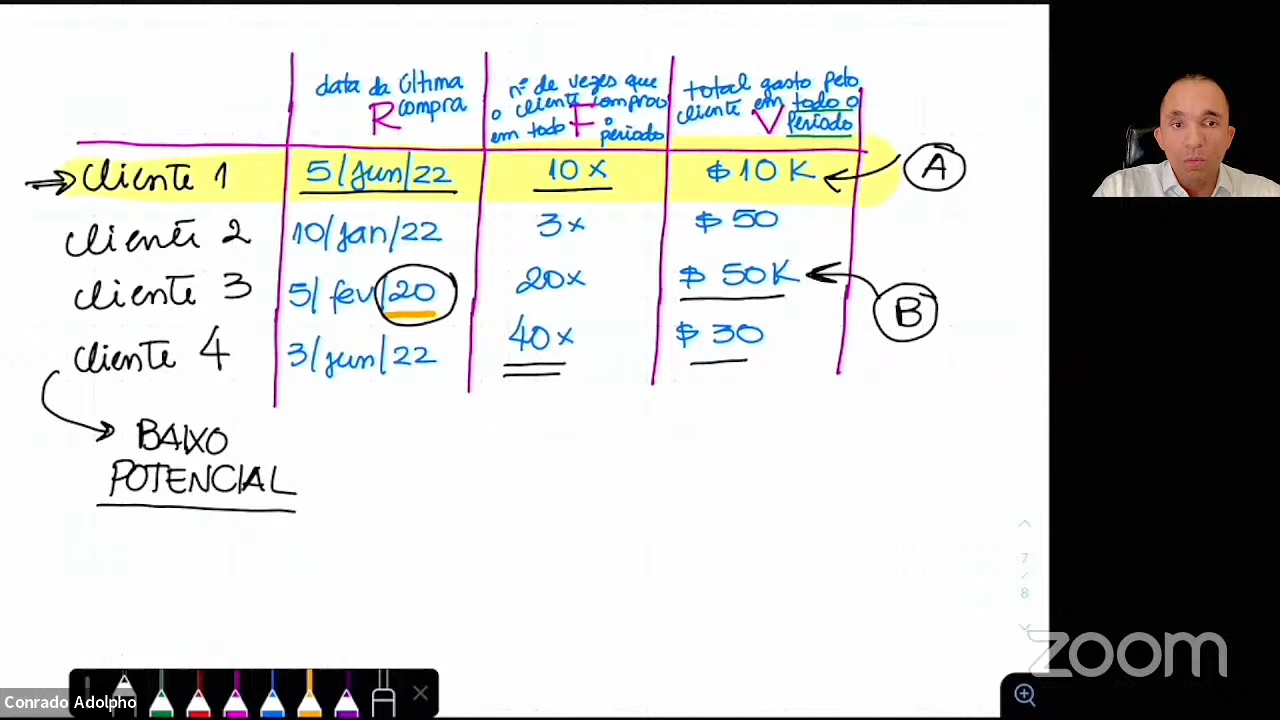 data da última
compra
R
nº de vezes que
o cliente comprou
em todo o
período
F
total gasto pelo
cliente em todo o
período
V
cliente 1 5/jun/22 10x $10K A
cliente 2 10/jan/22 3x $50
cliente 3 5/fev/20 20x $50K B
cliente 4 3/jun/22 40x $30
BAIXO
POTENCIAL
7
/
8
zoom
Conrado Adolpho